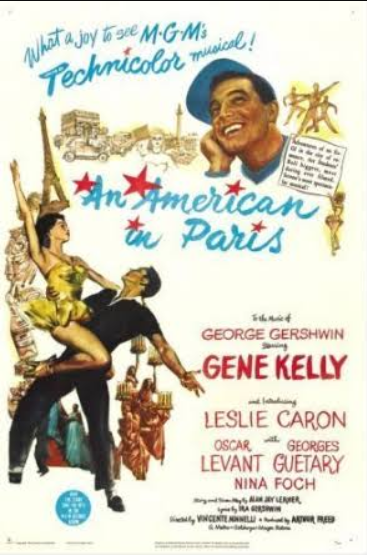 What a joy to see M-G-M's
Technicolor musical!
An American
in Paris
To the Music of
GEORGE GERSHWIN
Starring
GENE KELLY
and Introducing
LESLIE CARON
with
OSCAR LEVANT
GEORGES GUETARY
NINA FOCH
Story and Screen Play by ALAN JAY LERNER
Lyrics by IRA GERSHWIN
Directed by VINCENTE MINNELLI • Produced by ARTHUR FREED